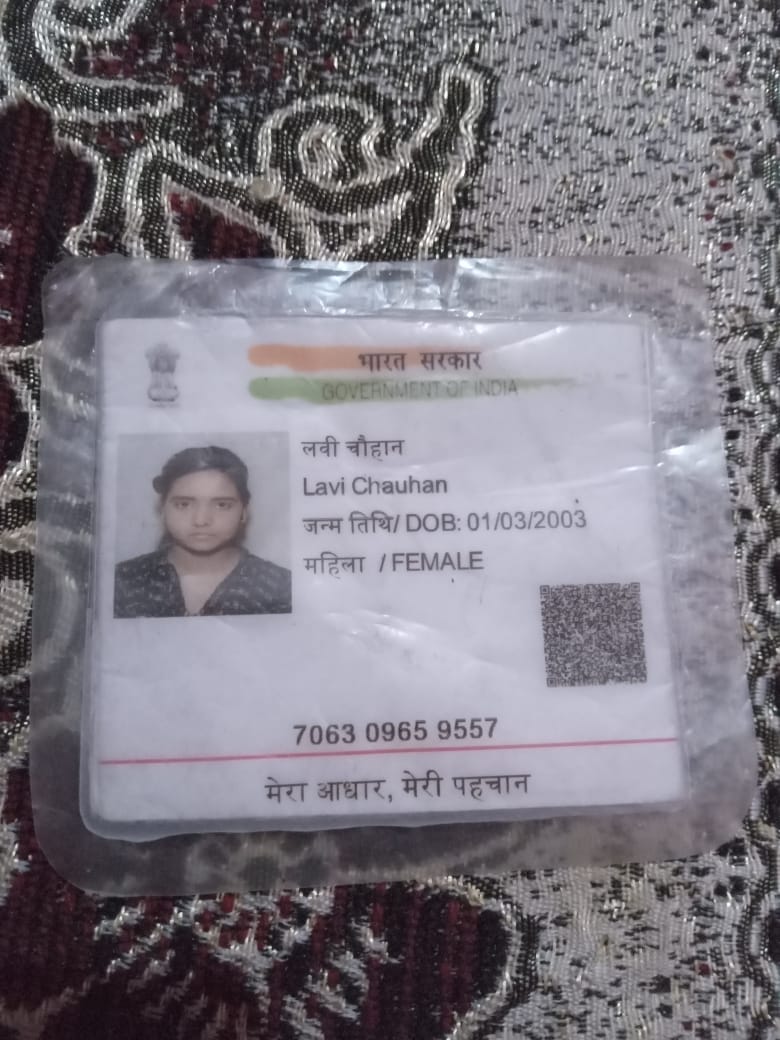 भारत सरकार
GOVERNMENT OF INDIA
लवी चौहान
Lavi Chauhan
जन्म तिथि/ DOB: 01/03/2003
महिला / FEMALE
7063 0965 9557
मेरा आधार, मेरी पहचान